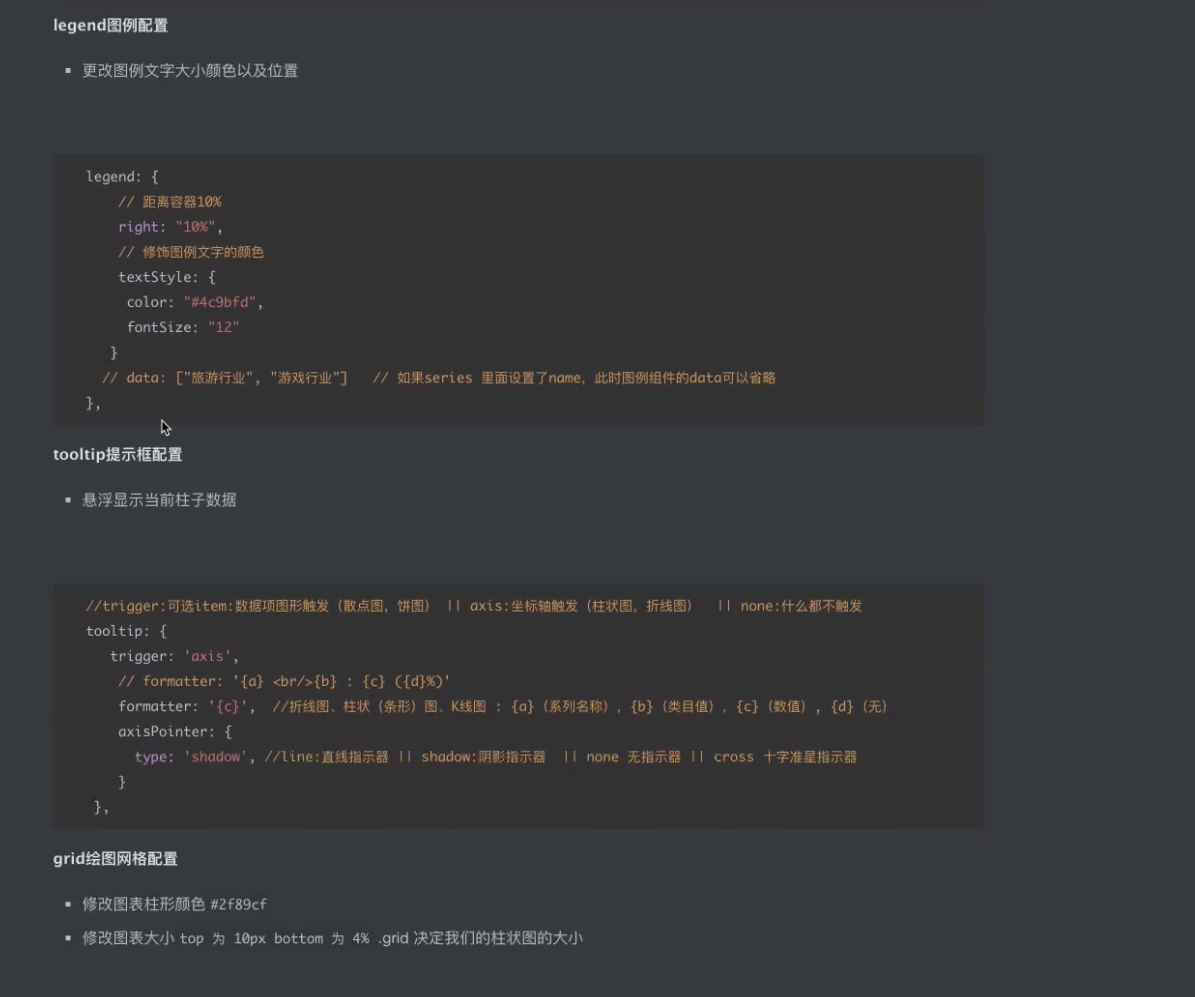 legend图例配置
▪ 更改图例文字大小颜色以及位置
legend: {
// 距离容器10%
right: "10%",
// 修饰图例文字的颜色
textStyle: {
color: "#4c9bfd",
fontSize: "12"
}
// data: ["旅游行业", "游戏行业"] // 如果series 里面设置了name，此时图例组件的data可以省略
},
tooltip提示框配置
▪ 悬浮显示当前柱子数据
//trigger:可选item:数据项图形触发（散点图，饼图） || axis:坐标轴触发（柱状图，折线图） || none:什么都不触发
tooltip: {
trigger: 'axis',
// formatter: '{a} <br/>{b} : {c} ({d}%)'
formatter: '{c}', //折线图、柱状（条形）图、K线图 : {a}（系列名称）, {b}（类目值）, {c}（数值）, {d}（无）
axisPointer: {
type: 'shadow', //line:直线指示器 || shadow:阴影指示器 || none 无指示器 || cross 十字准星指示器
}
},
grid绘图网格配置
▪ 修改图表柱形颜色 #2f89cf
▪ 修改图表大小 top 为 10px bottom 为 4% .grid 决定我们的柱状图的大小